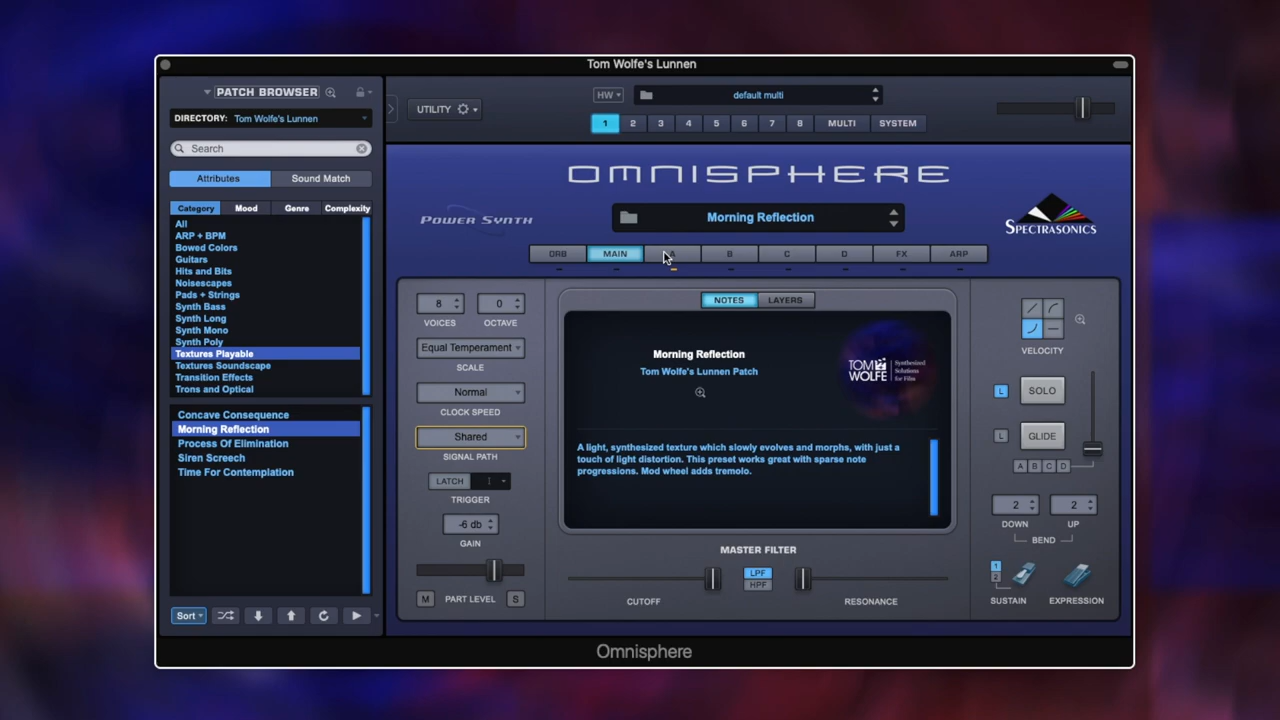 Tom Wolfe's Lunnen
PATCH BROWSER
DIRECTORY: Tom Wolfe's Lunnen
Search
Attributes
Sound Match
Category
Mood
Genre
Complexity
All
ARP + BPM
Bowed Colors
Guitars
Hits and Bits
Noisescapes
Pads + Strings
Synth Bass
Synth Long
Synth Mono
Synth Poly
Textures Playable
Textures Soundscape
Transition Effects
Trons and Optical
Concave Consequence
Morning Reflection
Process Of Elimination
Siren Screech
Time For Contemplation
Sort
UTILITY
HW
default multi
1 2 3 4 5 6 7 8 MULTI SYSTEM
OMNISPHERE
POWER SYNTH
Morning Reflection
SPECTRASONICS
ORB MAIN A B C D FX ARP
8
VOICES
0
OCTAVE
Equal Temperament
SCALE
Normal
CLOCK SPEED
Shared
SIGNAL PATH
LATCH
TRIGGER
-6 db
GAIN
M PART LEVEL S
NOTES LAYERS
Morning Reflection
Tom Wolfe's Lunnen Patch
TOM
WOLFE
Synthesized
Solutions
for Film
A light, synthesized texture which slowly evolves and morphs, with just a
touch of light distortion. This preset works great with sparse note
progressions. Mod wheel adds tremolo.
MASTER FILTER
LPF
HPF
CUTOFF
RESONANCE
VELOCITY
L SOLO
L GLIDE
A B C D
2
DOWN
2
UP
BEND
1
2
SUSTAIN
EXPRESSION
Omnisphere